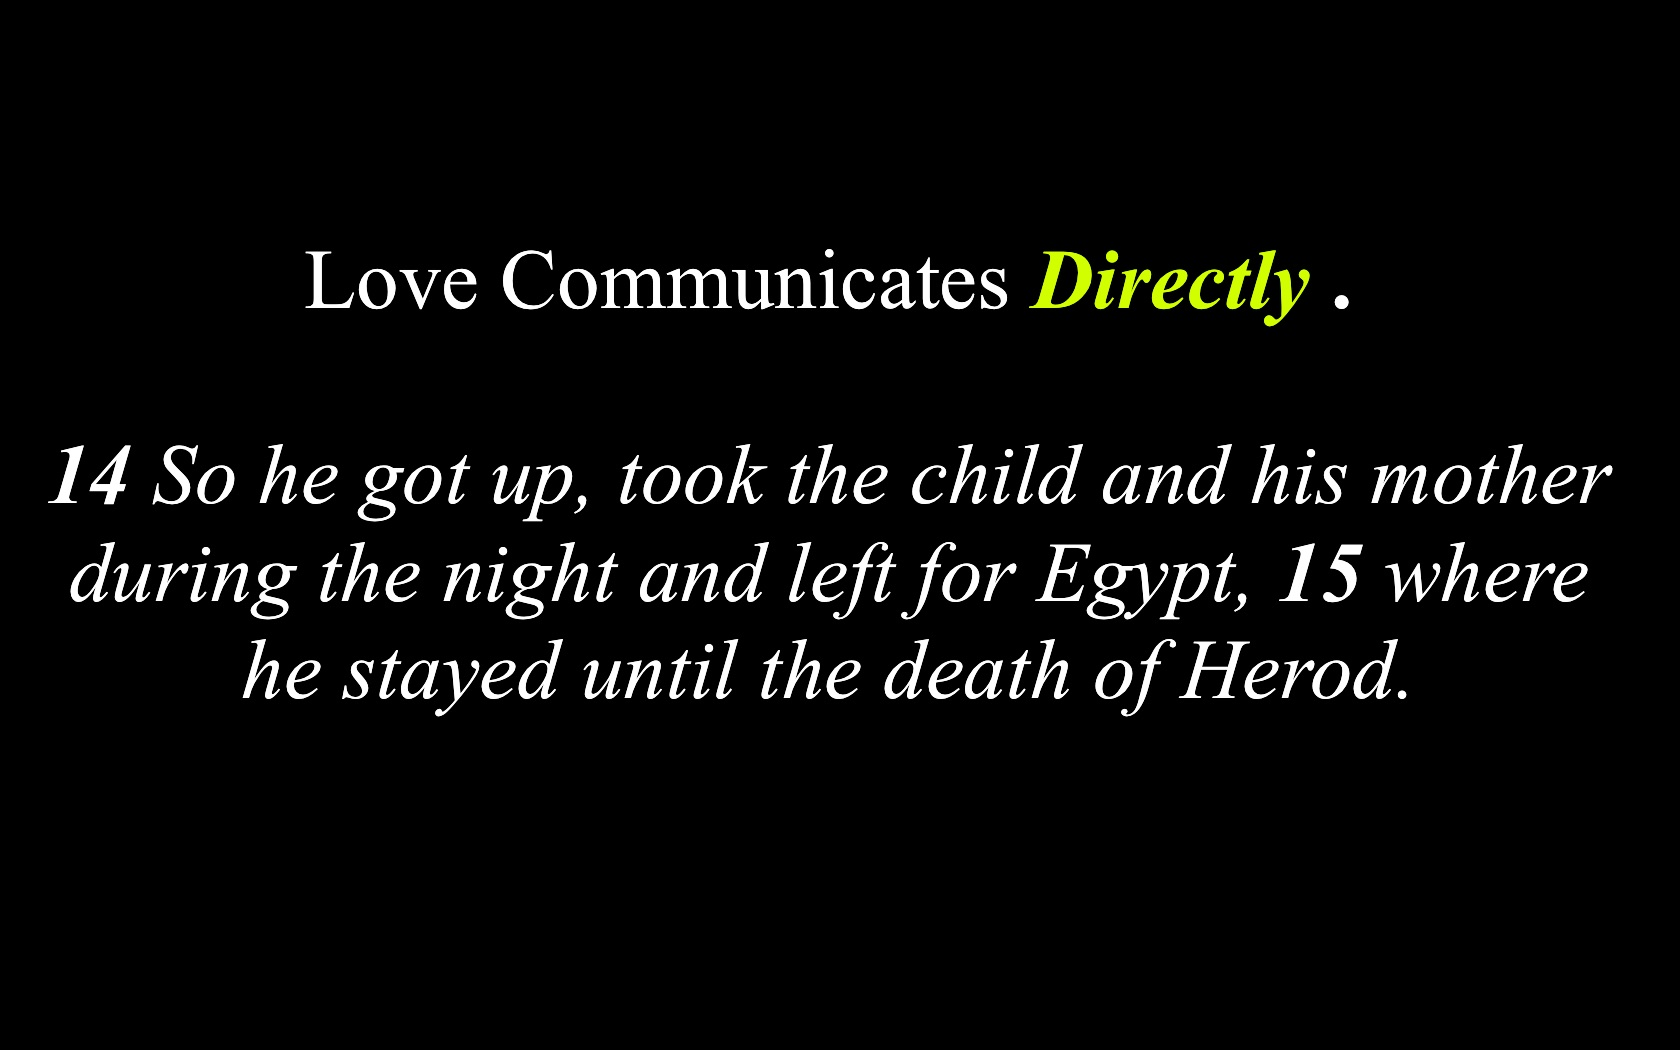 Love Communicates Directly .
14 So he got up, took the child and his mother
during the night and left for Egypt, 15 where
he stayed until the death of Herod.